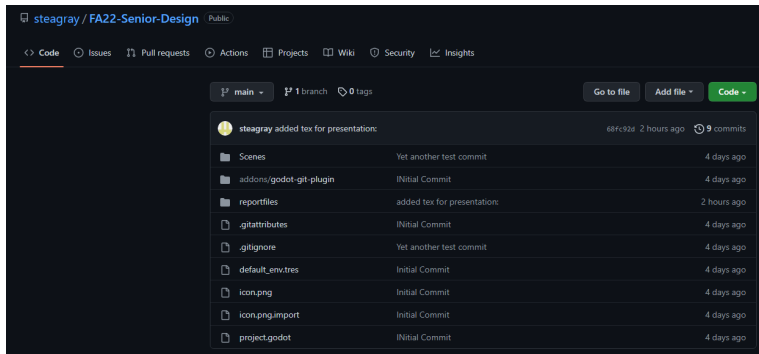 steagray / FA22-Senior-Design Public
<> Code Issues Pull requests Actions Projects Wiki Security Insights
main 1 branch 0 tags Go to file Add file Code
steagray added tex for presentation: 68fc92d 2 hours ago 9 commits
Scenes Yet another test commit 4 days ago
addons/godot-git-plugin INitial Commit 4 days ago
reportfiles added tex for presentation: 2 hours ago
.gitattributes INitial Commit 4 days ago
.gitignore Yet another test commit 4 days ago
default_env.tres Initial Commit 4 days ago
icon.png Initial Commit 4 days ago
icon.png.import Initial Commit 4 days ago
project.godot INitial Commit 4 days ago